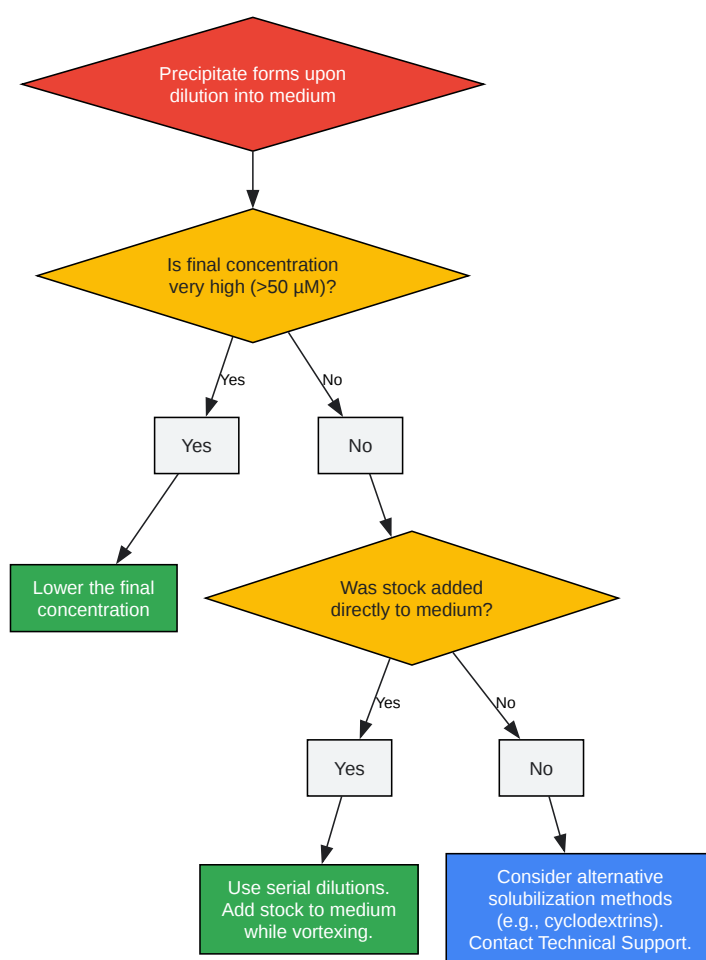 Precipitate forms upon
dilution into medium
Is final concentration
very high (>50 µM)?
Yes
No
Yes
No
Lower the final
concentration
Was stock added
directly to medium?
Yes
No
Yes
No
Use serial dilutions.
Add stock to medium
while vortexing.
Consider alternative
solubilization methods
(e.g., cyclodextrins).
Contact Technical Support.